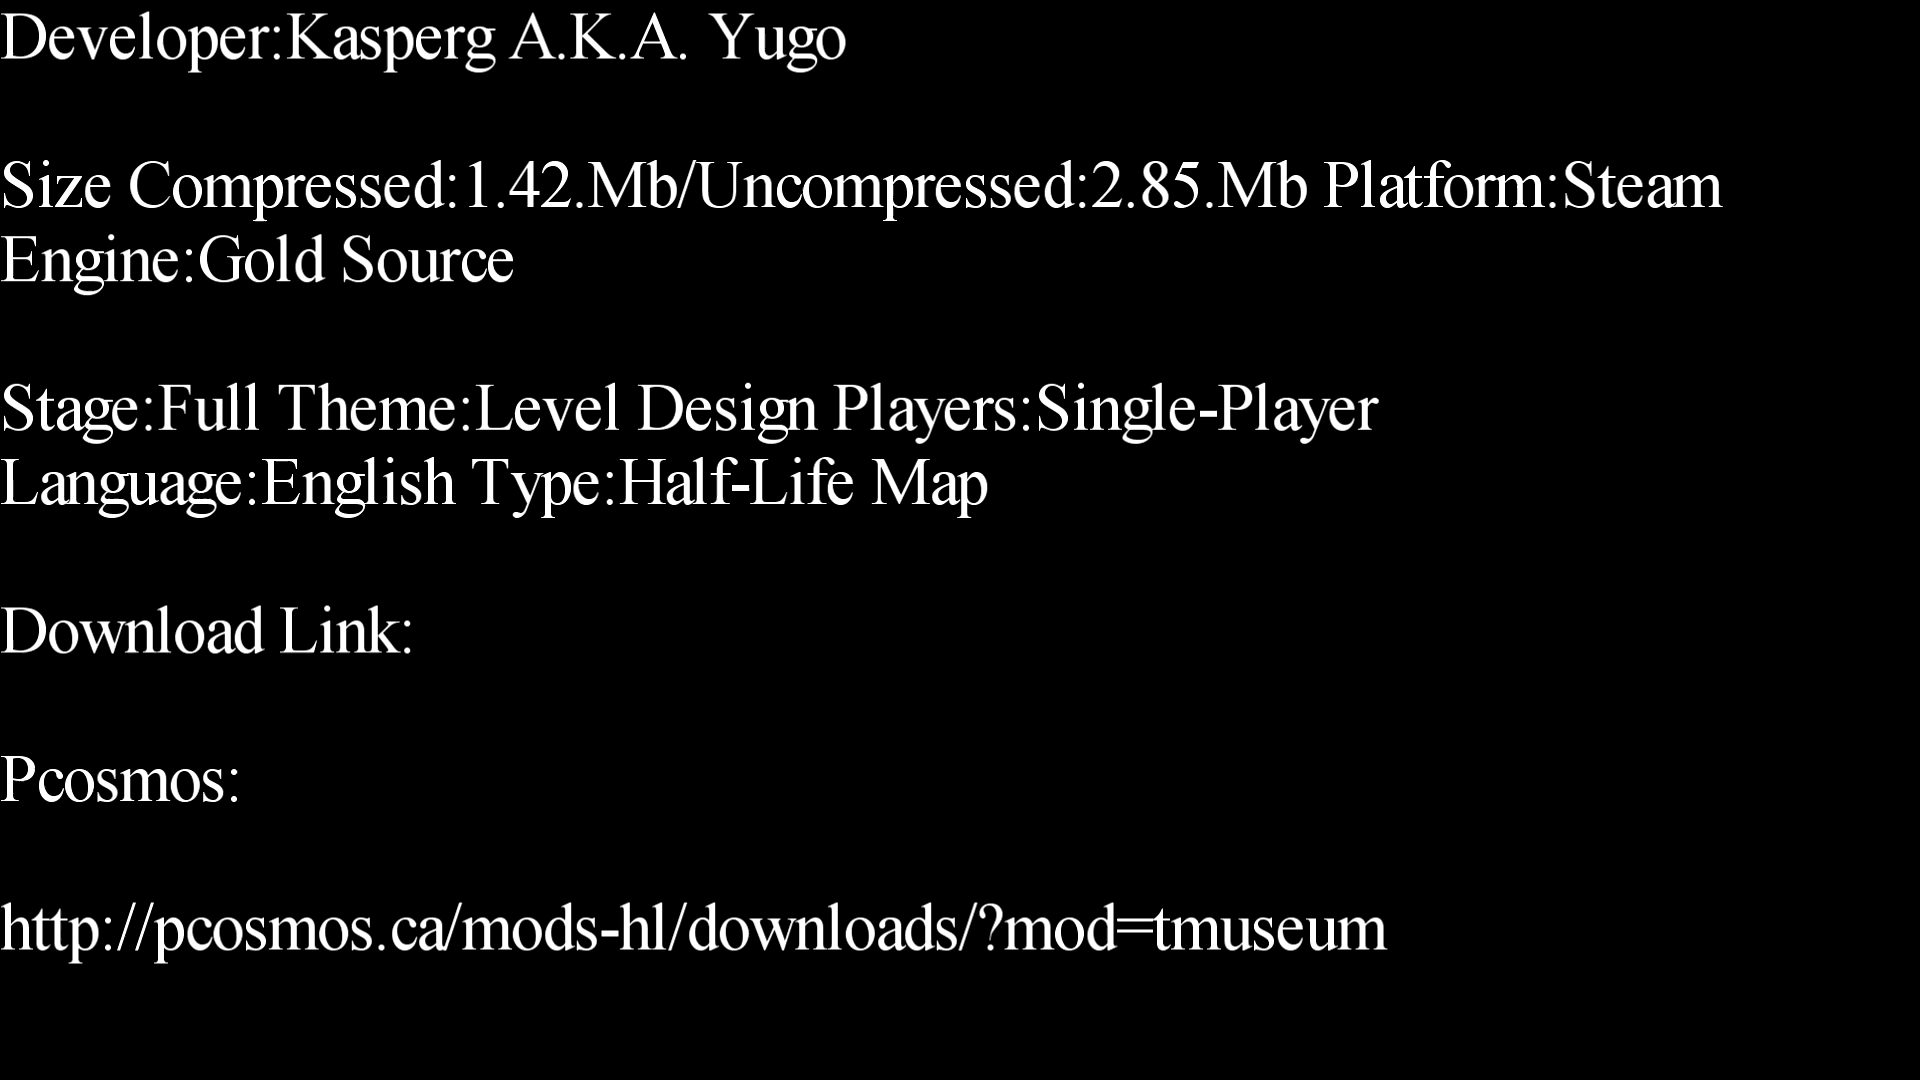 Developer:Kasperg A.K.A. Yugo
Size Compressed:1.42.Mb/Uncompressed:2.85.Mb Platform:Steam
Engine:Gold Source
Stage:Full Theme:Level Design Players:Single-Player
Language:English Type:Half-Life Map
Download Link:
Pcosmos:
http://pcosmos.ca/mods-hl/downloads/?mod=tmuseum